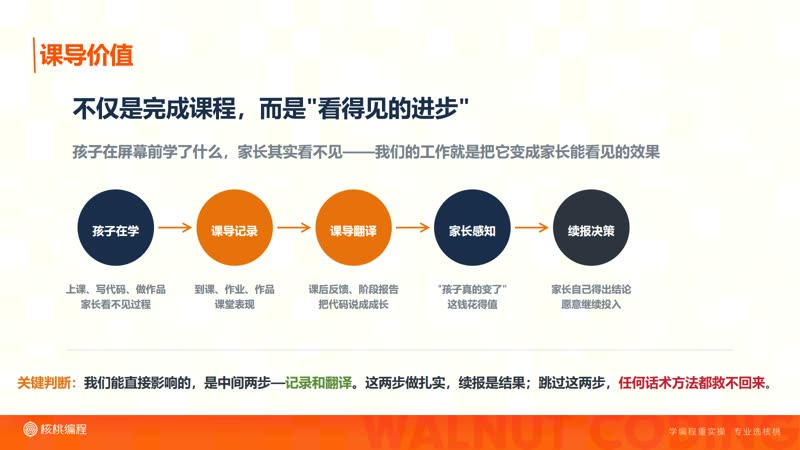 课导价值
不仅是完成课程，而是"看得见的进步"
孩子在屏幕前学了什么，家长其实看不见——我们的工作就是把它变成家长能看见的效果
孩子在学
课导记录
课导翻译
家长感知
续报决策
上课、写代码、做作品
家长看不见过程
到课、作业、作品
课堂表现
课后反馈、阶段报告
把代码说成成长
"孩子真的变了"
这钱花得值
家长自己得出结论
愿意继续投入
关键判断：我们能直接影响的，是中间两步—记录和翻译。这两步做扎实，续报是结果；跳过这两步，任何话术方法都救不回来。
核桃编程
WALNUT CODING
学编程重实操 专业选核桃